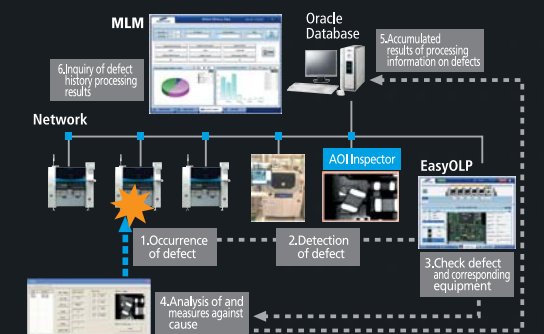 MLM
Oracle
Database
5.Accumulated
results of processing
information on defects
6.Inquiry of defect
history processing
results
Network
AOI Inspector
EasyOLP
1.Occurrence
of defect
2.Detection
of defect
3.Check defect
and corresponding
equipment
4.Analysis of and
measures against
cause